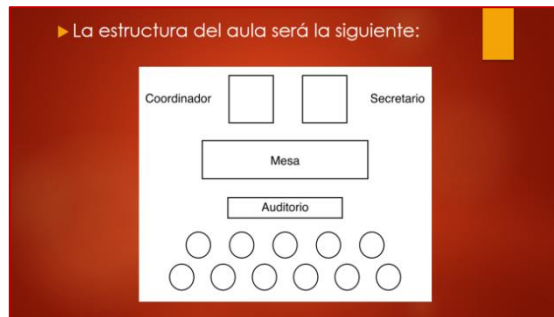 La estructura del aula será la siguiente:
Coordinador
Secretario
Mesa
Auditorio